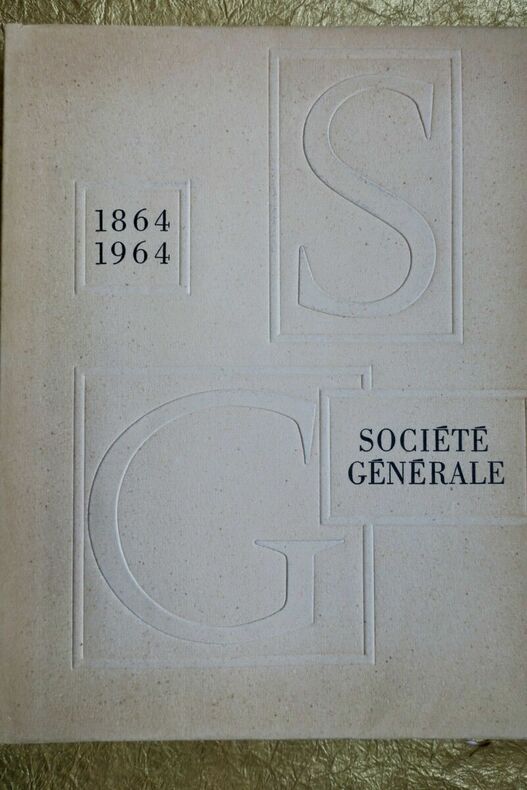 S
1864
1964
G
SOCIÉTÉ
GÉNÉRALE